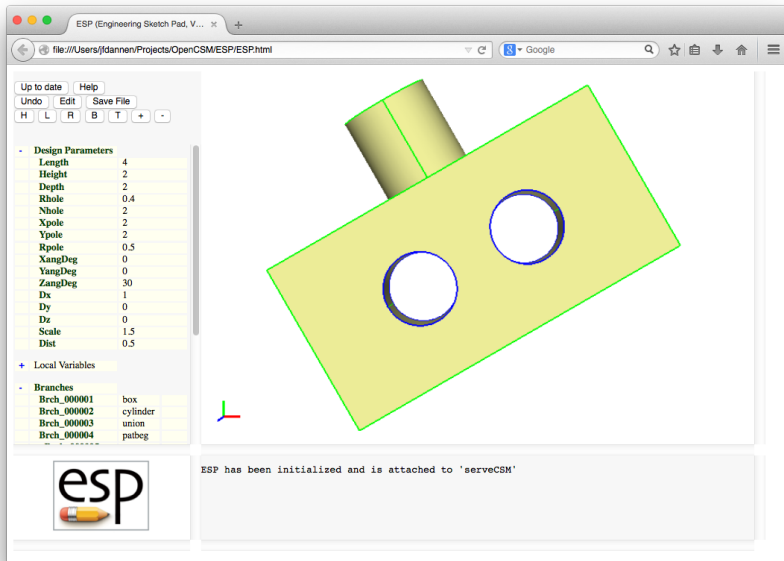 ESP (Engineering Sketch Pad, V...
file:///Users/jfdanner/Projects/OpenCSM/ESP/ESP.html
Google
Up to date Help
Undo Edit Save File
H L R B T + -
- Design Parameters
Length 4
Height 2
Depth 2
Rhole 0.4
Nhole 2
Xpole 2
Ypole 2
Rpole 0.5
XangDeg 0
YangDeg 0
ZangDeg 30
Dx 1
Dy 0
Dz 0
Scale 1.5
Dist 0.5
+ Local Variables
- Branches
Brch_000001 box
Brch_000002 cylinder
Brch_000003 union
Brch_000004 patbeg
esp
ESP has been initialized and is attached to 'serveCSM'